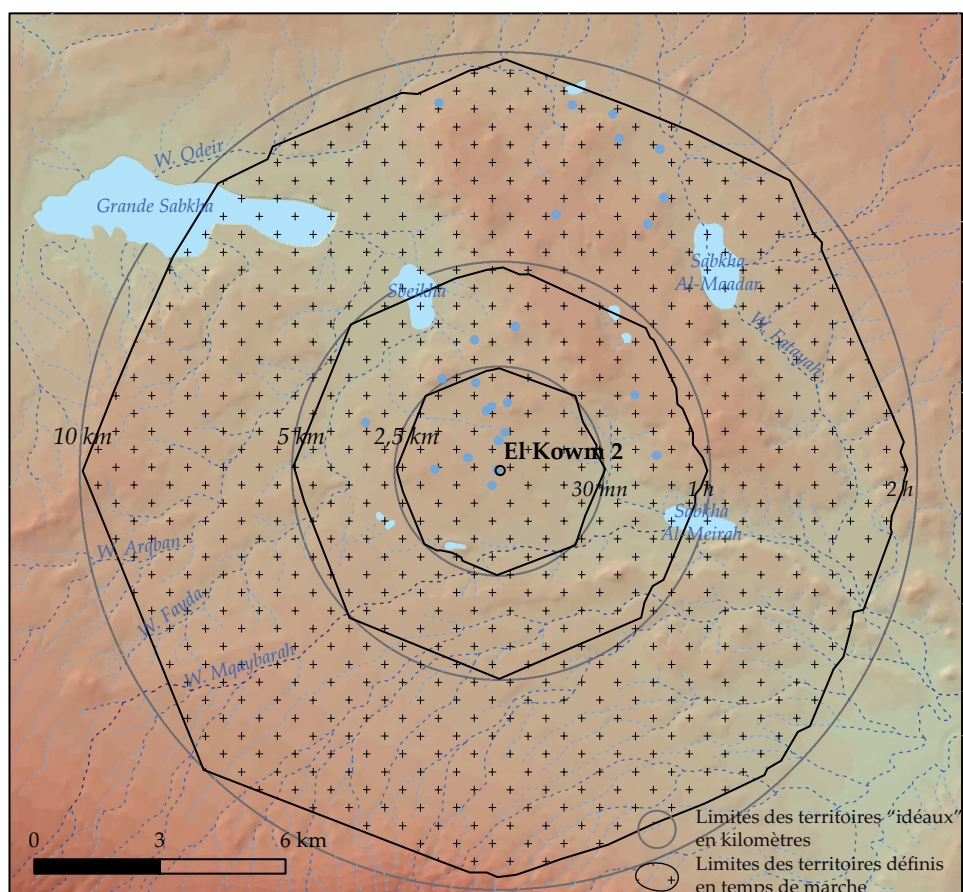 W. Qdeir
Grande Sabkha
Sbeikha
Sabkha
Al-Maadar
W. Fatayah
10 km
5 km
2,5 km
El Kowm 2
30 mn
1 h
2 h
Sabkha
Al-Meirah
W. Arqban
W. Fayda
W. Mqaybarah
0
3
6 km
Limites des territoires “idéaux”
en kilomètres
Limites des territoires définis
en temps de marche